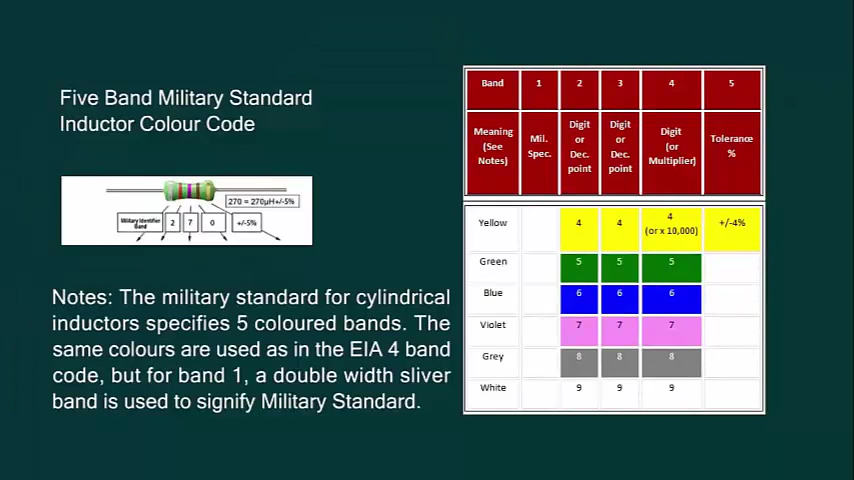 Five Band Military Standard
Inductor Colour Code
270 = 270µH+/-5%
Military Identifier Band 2 7 0 +/-5%
Notes: The military standard for cylindrical
inductors specifies 5 coloured bands. The
same colours are used as in the EIA 4 band
code, but for band 1, a double width sliver
band is used to signify Military Standard.
Band 1 2 3 4 5
Meaning (See Notes) Mil. Spec. Digit or Dec. point Digit or Dec. point Digit (or Multiplier) Tolerance %
Yellow 4 4 4 (or x 10,000) +/-4%
Green 5 5 5
Blue 6 6 6
Violet 7 7 7
Grey 8 8 8
White 9 9 9